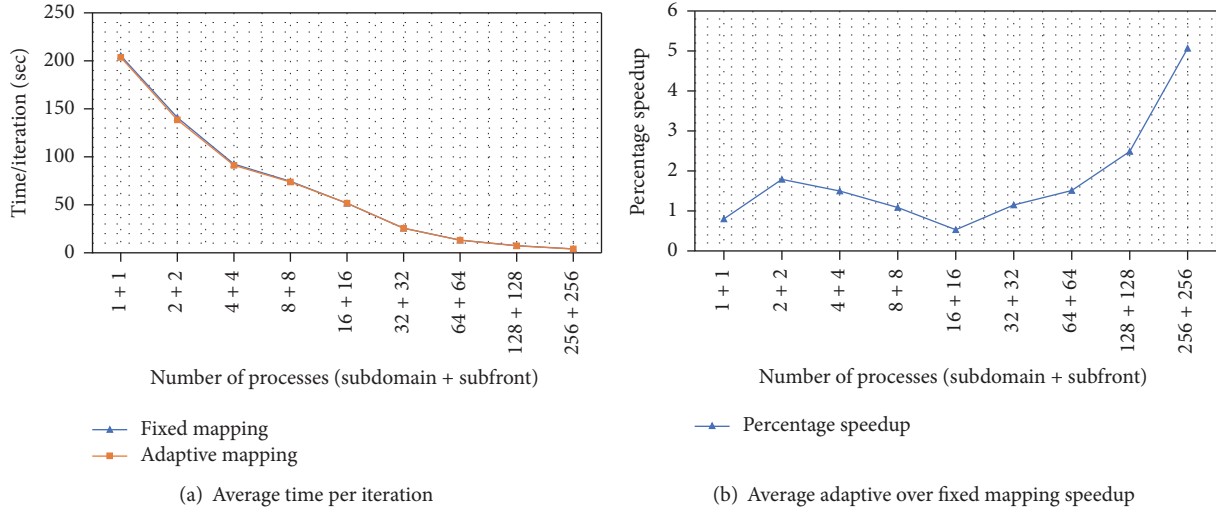 250
200
150
100
50
0
Time/iteration (sec)
1 + 1
2 + 2
4 + 4
8 + 8
16 + 16
32 + 32
64 + 64
128 + 128
256 + 256
Number of processes (subdomain + subfront)
Fixed mapping
Adaptive mapping
(a) Average time per iteration
6
5
4
3
2
1
0
Percentage speedup
1 + 1
2 + 2
4 + 4
8 + 8
16 + 16
32 + 32
64 + 64
128 + 128
256 + 256
Number of processes (subdomain + subfront)
Percentage speedup
(b) Average adaptive over fixed mapping speedup